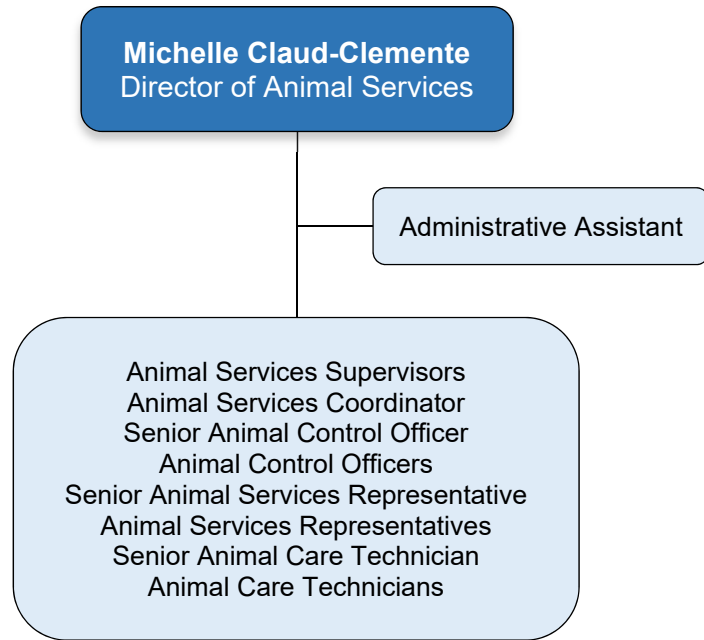 Michelle Claud-Clemente
Director of Animal Services
Administrative Assistant
Animal Services Supervisors
Animal Services Coordinator
Senior Animal Control Officer
Animal Control Officers
Senior Animal Services Representative
Animal Services Representatives
Senior Animal Care Technician
Animal Care Technicians